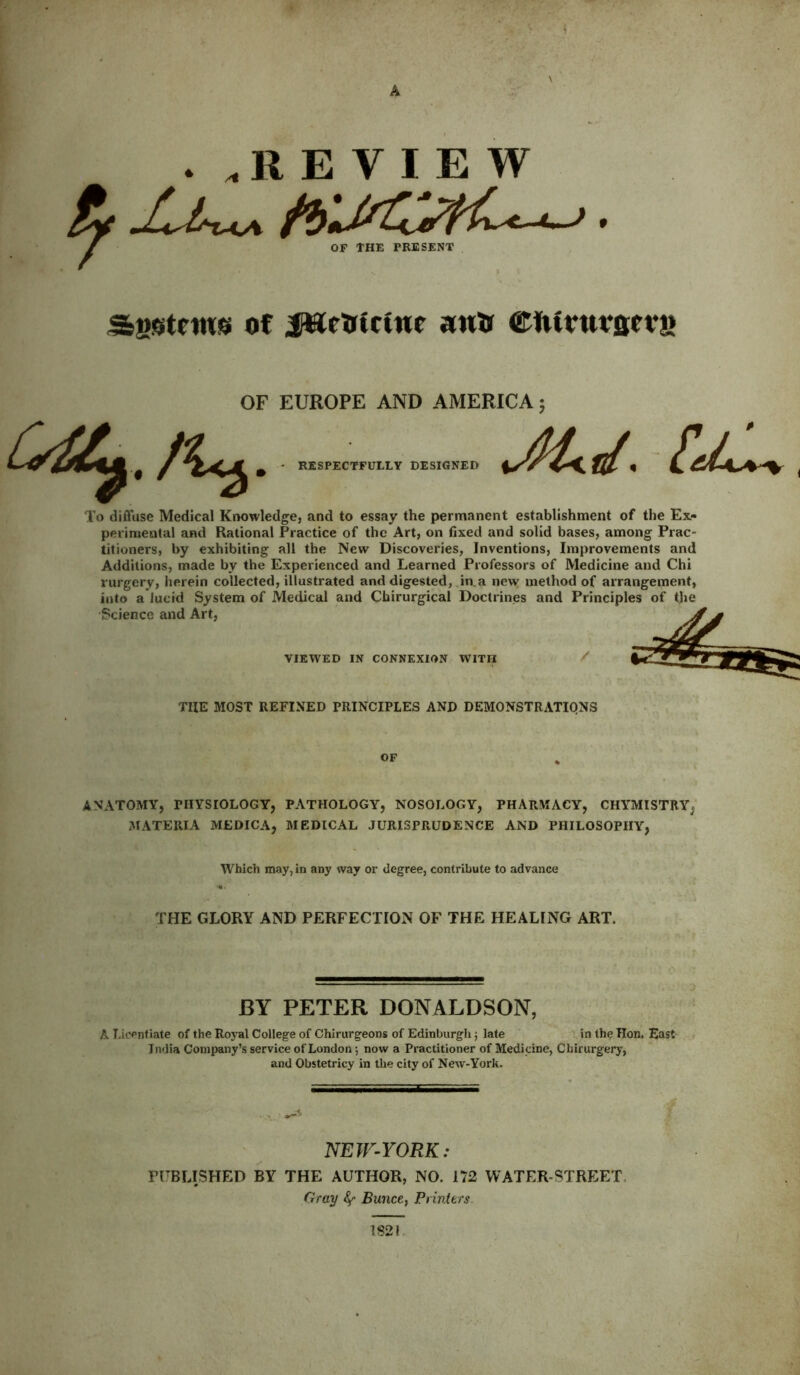 A
REVIEW
OF THE PRESENT
Systems of Medicine and Chirurgery
OF EUROPE AND AMERICA;
RESPECTFULLY DESIGNED
To diffuse Medical Knowledge, and to essay the permanent establishment of the Ex-
perimental and Rational Practice of the Art, on fixed and solid bases, among Prac-
titioners, by exhibiting all the New Discoveries, Inventions, Improvements and
Additions, made by the Experienced and Learned Professors of Medicine and Chi
rurgery, herein collected, illustrated and digested, in a new method of arrangement,
into a lucid System of Medical and Chirurgical Doctrines and Principles of the
Science and Art,
VIEWED IN CONNEXION WITH
THE MOST REFINED PRINCIPLES AND DEMONSTRATIONS
OF
ANATOMY, PHYSIOLOGY, PATHOLOGY, NOSOLOGY, PHARMACY, CHYMISTRY,
MATERIA MEDICA, MEDICAL JURISPRUDENCE AND PHILOSOPHY,
Which may, in any way or degree, contribute to advance
THE GLORY AND PERFECTION OF THE HEALING ART.
BY PETER DONALDSON,
A Licentiate of the Royal College of Chirurgeons of Edinburgh; late in the Hon. East
India Company's service of London; now a Practitioner of Medicine, Chirurgery,
and Obstetricy in the city of New-York.
NEW-YORK:
PUBLISHED BY THE AUTHOR, NO. 172 WATER-STREET.
Gray & Bunce, Printers.
1821.